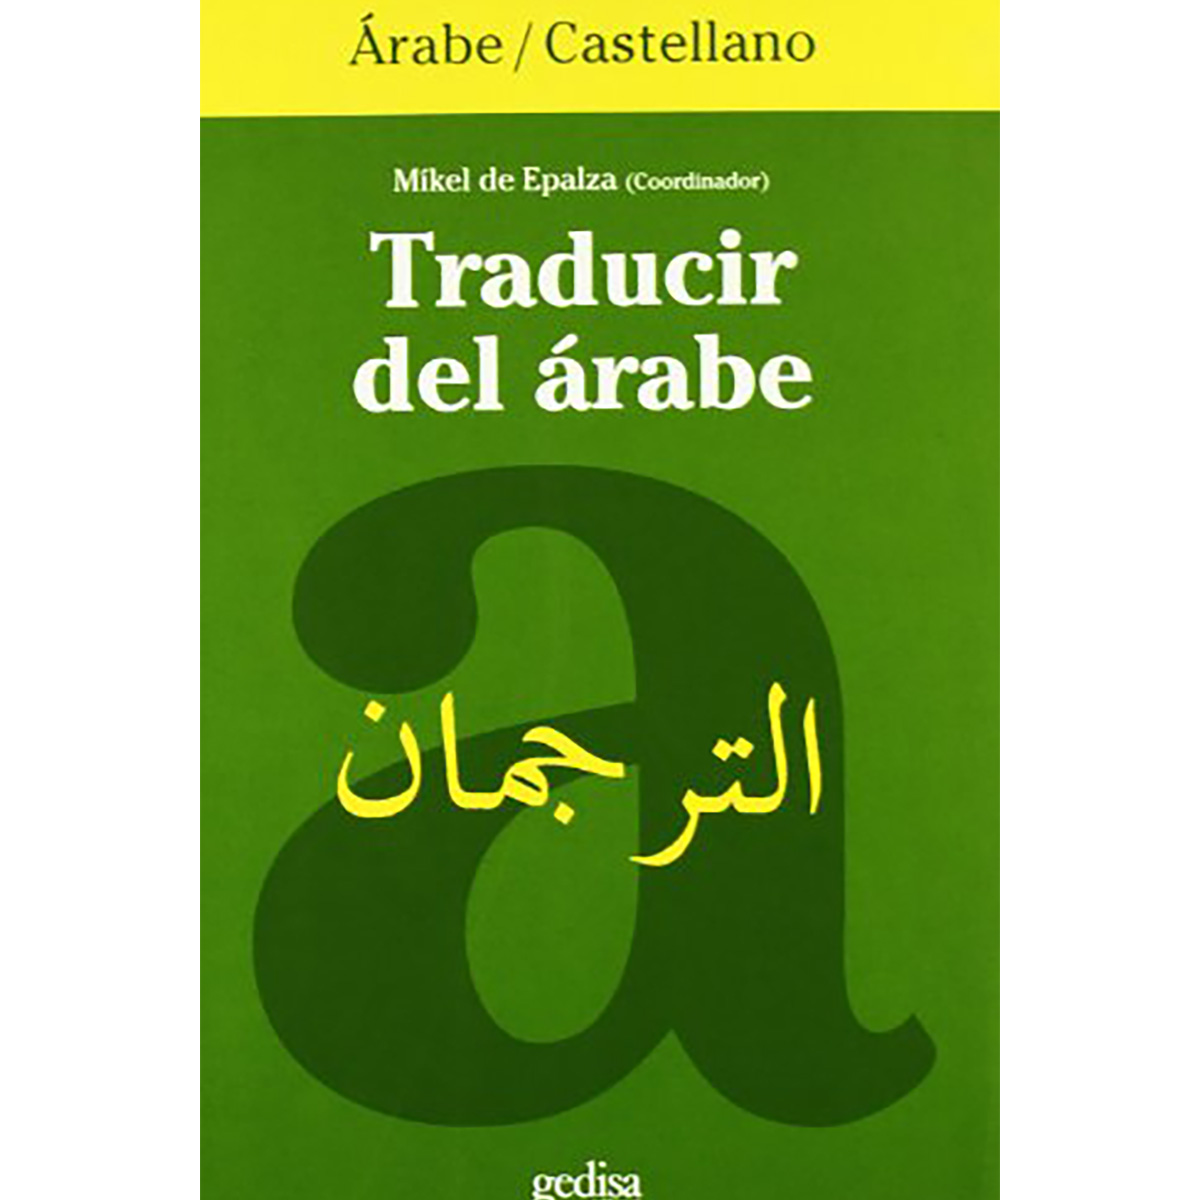 Árabe / Castellano
Míkel de Epalza (Coordinador)
Traducir
del árabe
الترجمان
gedisa